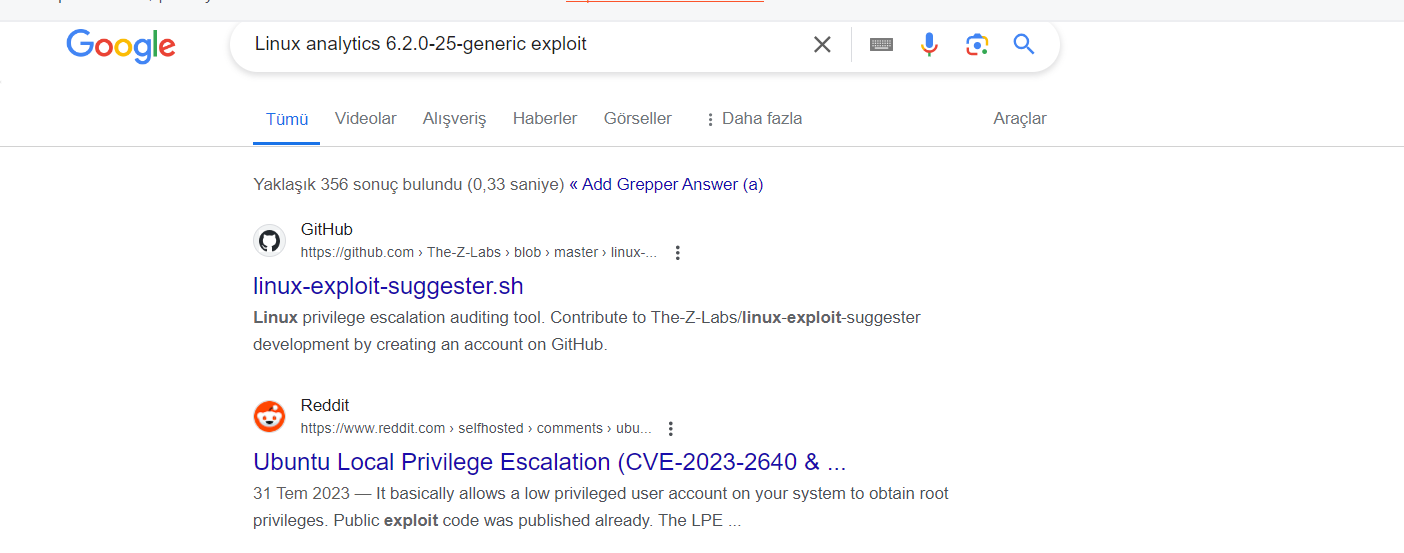 Google
Linux analytics 6.2.0-25-generic exploit
Tümü Videolar Alışveriş Haberler Görseller Daha fazla Araçlar
Yaklaşık 356 sonuç bulundu (0,33 saniye) « Add Grepper Answer (a)
GitHub
https://github.com › The-Z-Labs › blob › master › linux-...
linux-exploit-suggester.sh
Linux privilege escalation auditing tool. Contribute to The-Z-Labs/linux-exploit-suggester
development by creating an account on GitHub.
Reddit
https://www.reddit.com › selfhosted › comments › ubu...
Ubuntu Local Privilege Escalation (CVE-2023-2640 & ...
31 Tem 2023 — It basically allows a low privileged user account on your system to obtain root
privileges. Public exploit code was published already. The LPE ...